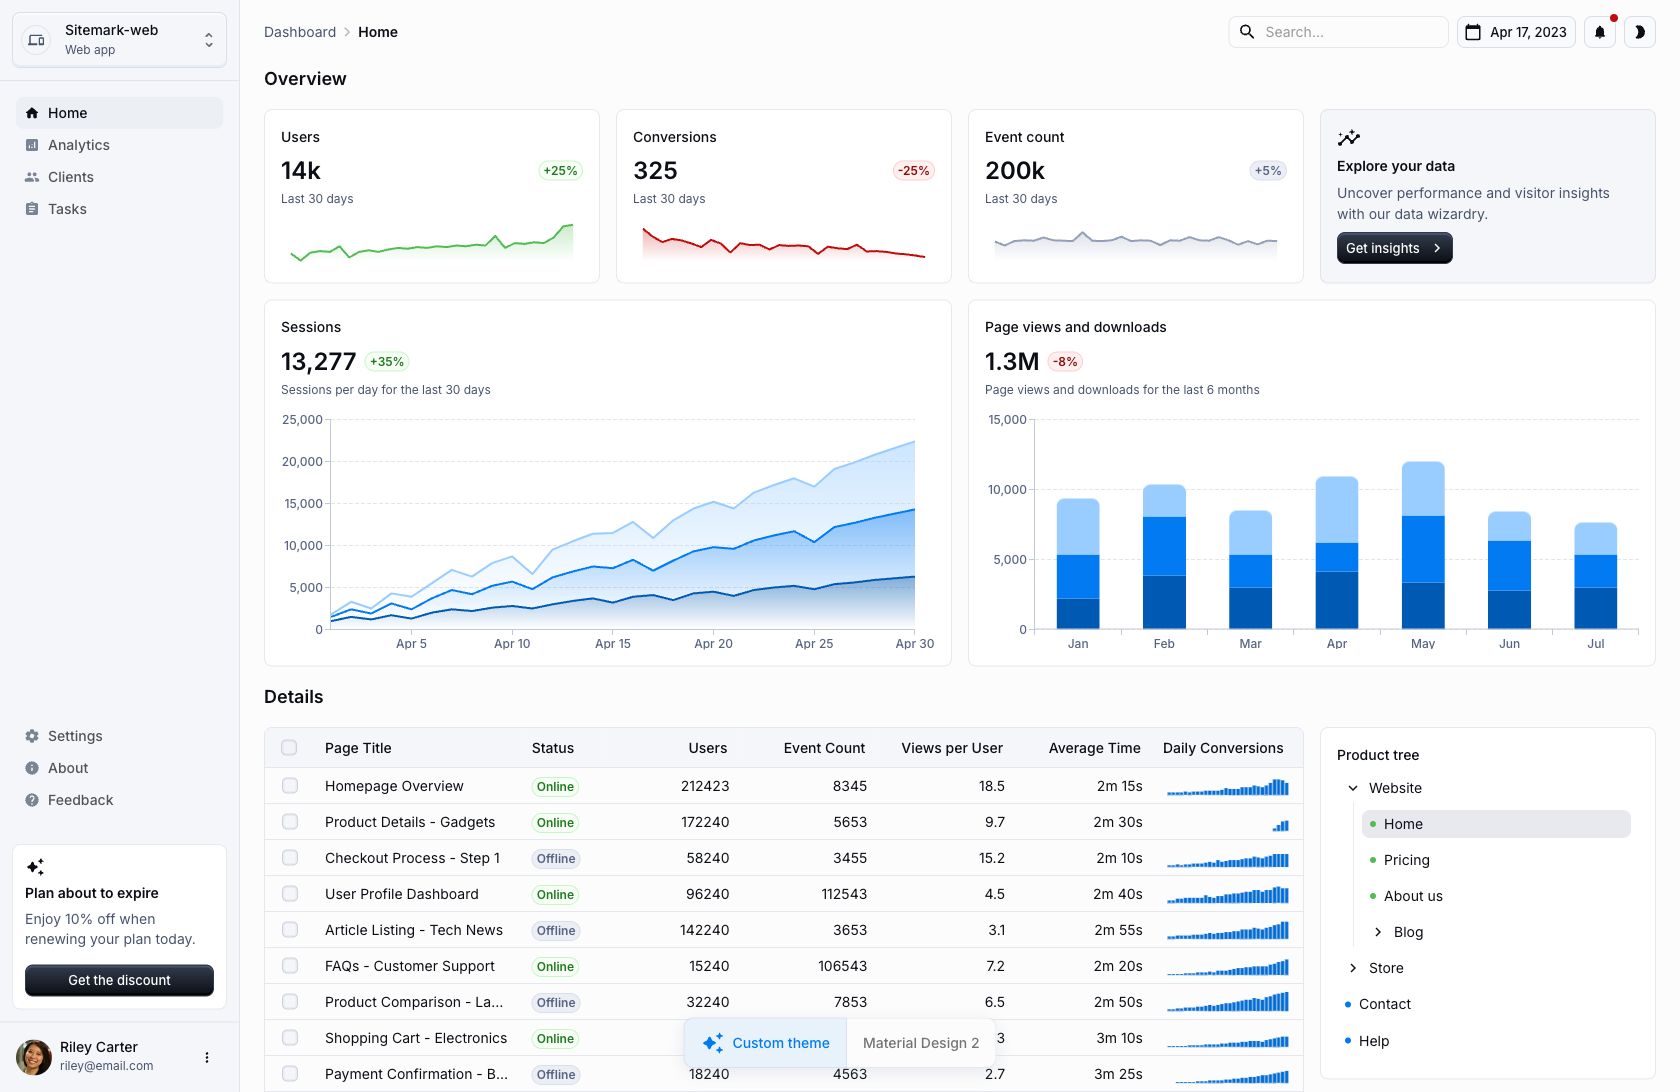 Sitemark-web
Web app
Home
Analytics
Clients
Tasks
Settings
About
Feedback
Plan about to expire
Enjoy 10% off when
renewing your plan today.
Get the discount
Riley Carter
riley@email.com
Dashboard Home
Search...
Apr 17, 2023
Overview
Users
14k +25%
Last 30 days
Conversions
325 -25%
Last 30 days
Event count
200k +5%
Last 30 days
Explore your data
Uncover performance and visitor insights
with our data wizardry.
Get insights
Sessions
13,277 +35%
Sessions per day for the last 30 days
25,000
20,000
15,000
10,000
5,000
0
Apr 5 Apr 10 Apr 15 Apr 20 Apr 25 Apr 30
Page views and downloads
1.3M -8%
Page views and downloads for the last 6 months
15,000
10,000
5,000
0
Jan Feb Mar Apr May Jun Jul
Details
Page Title Status Users Event Count Views per User Average Time Daily Conversions
Homepage Overview Online 212423 8345 18.5 2m 15s
Product Details - Gadgets Online 172240 5653 9.7 2m 30s
Checkout Process - Step 1 Offline 58240 3455 15.2 2m 10s
User Profile Dashboard Online 96240 112543 4.5 2m 40s
Article Listing - Tech News Offline 142240 3653 3.1 2m 55s
FAQs - Customer Support Online 15240 106543 7.2 2m 20s
Product Comparison - La... Offline 32240 7853 6.5 2m 50s
Shopping Cart - Electronics Online 3 3m 10s
Payment Confirmation - B... Offline 18240 4563 2.7 3m 25s
Custom theme Material Design 2
Product tree
Website
Home
Pricing
About us
Blog
Store
Contact
Help